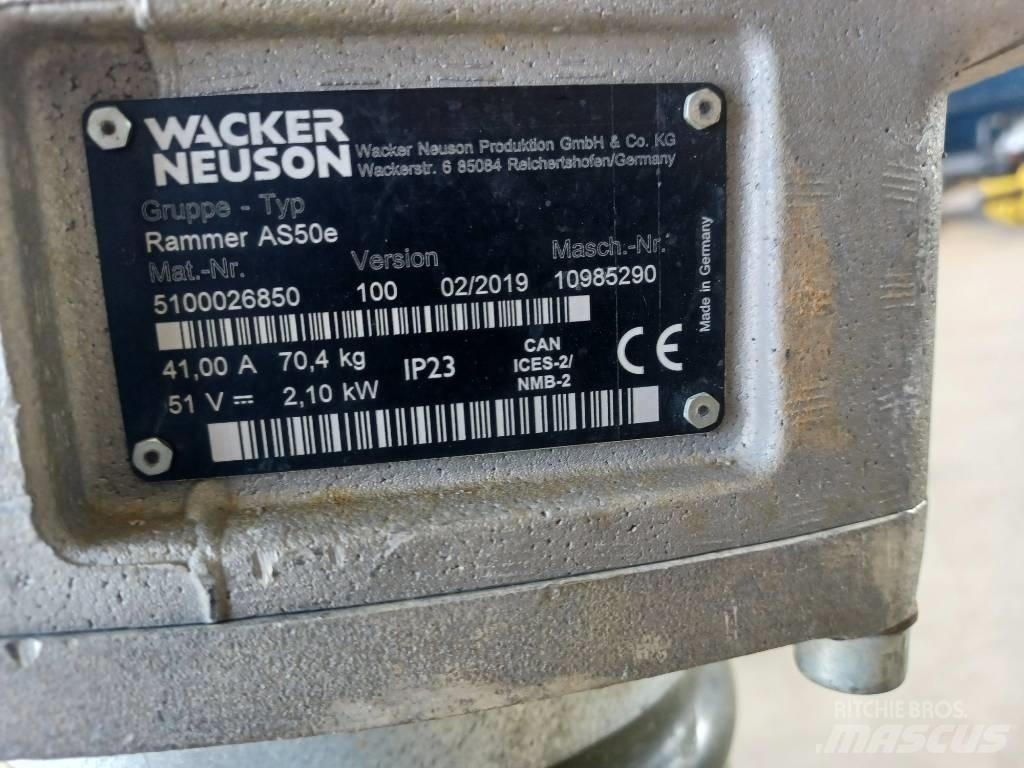 WACKER
NEUSON
Wacker Neuson Produktion GmbH & Co. KG
Wackerstr. 6 85084 Reichertshofen/Germany
Gruppe - Typ
Rammer AS50e
Mat.-Nr. Version Masch.-Nr.
5100026850 100 02/2019 10985290
41,00 A 70,4 kg IP23
51 V 2,10 kW
CAN
ICES-2/
NMB-2
CE
Made in Germany
RITCHIE BROS.
MASCUS